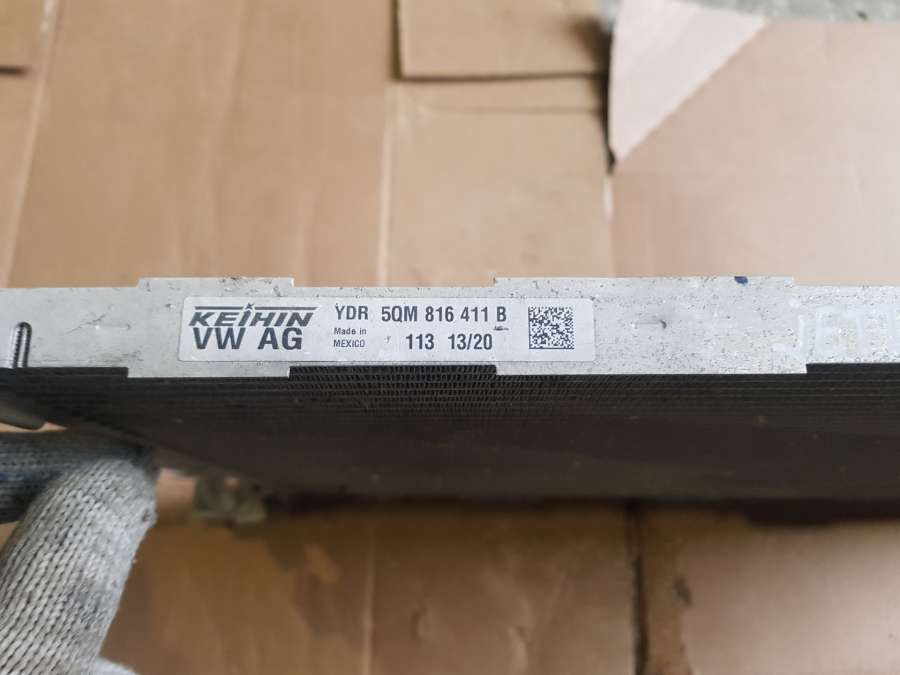 KEIHIN YDR 5QM 816 411 B
VW AG Made in MEXICO 113 13/20